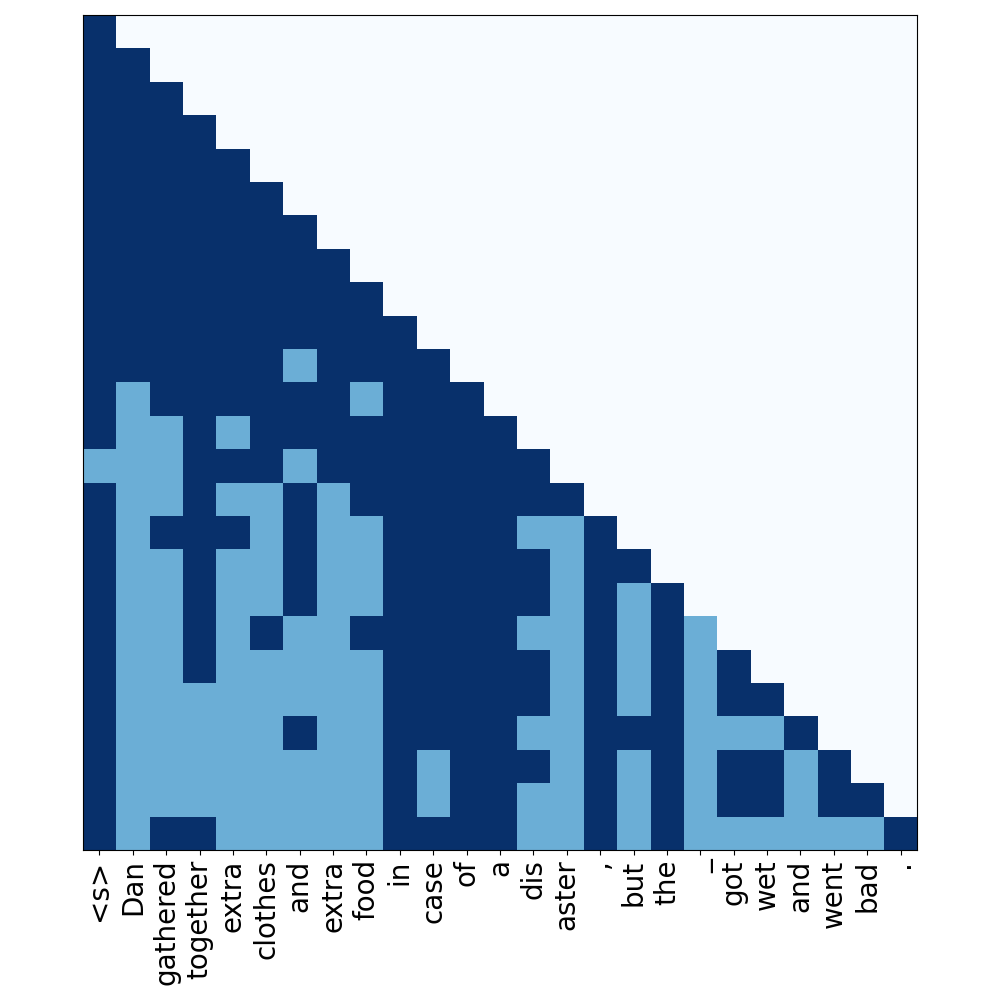 <s>
Dan
gathered
together
extra
clothes
and
extra
food
in
case
of
a
dis
aster
,
but
the
_
got
wet
and
went
bad
.